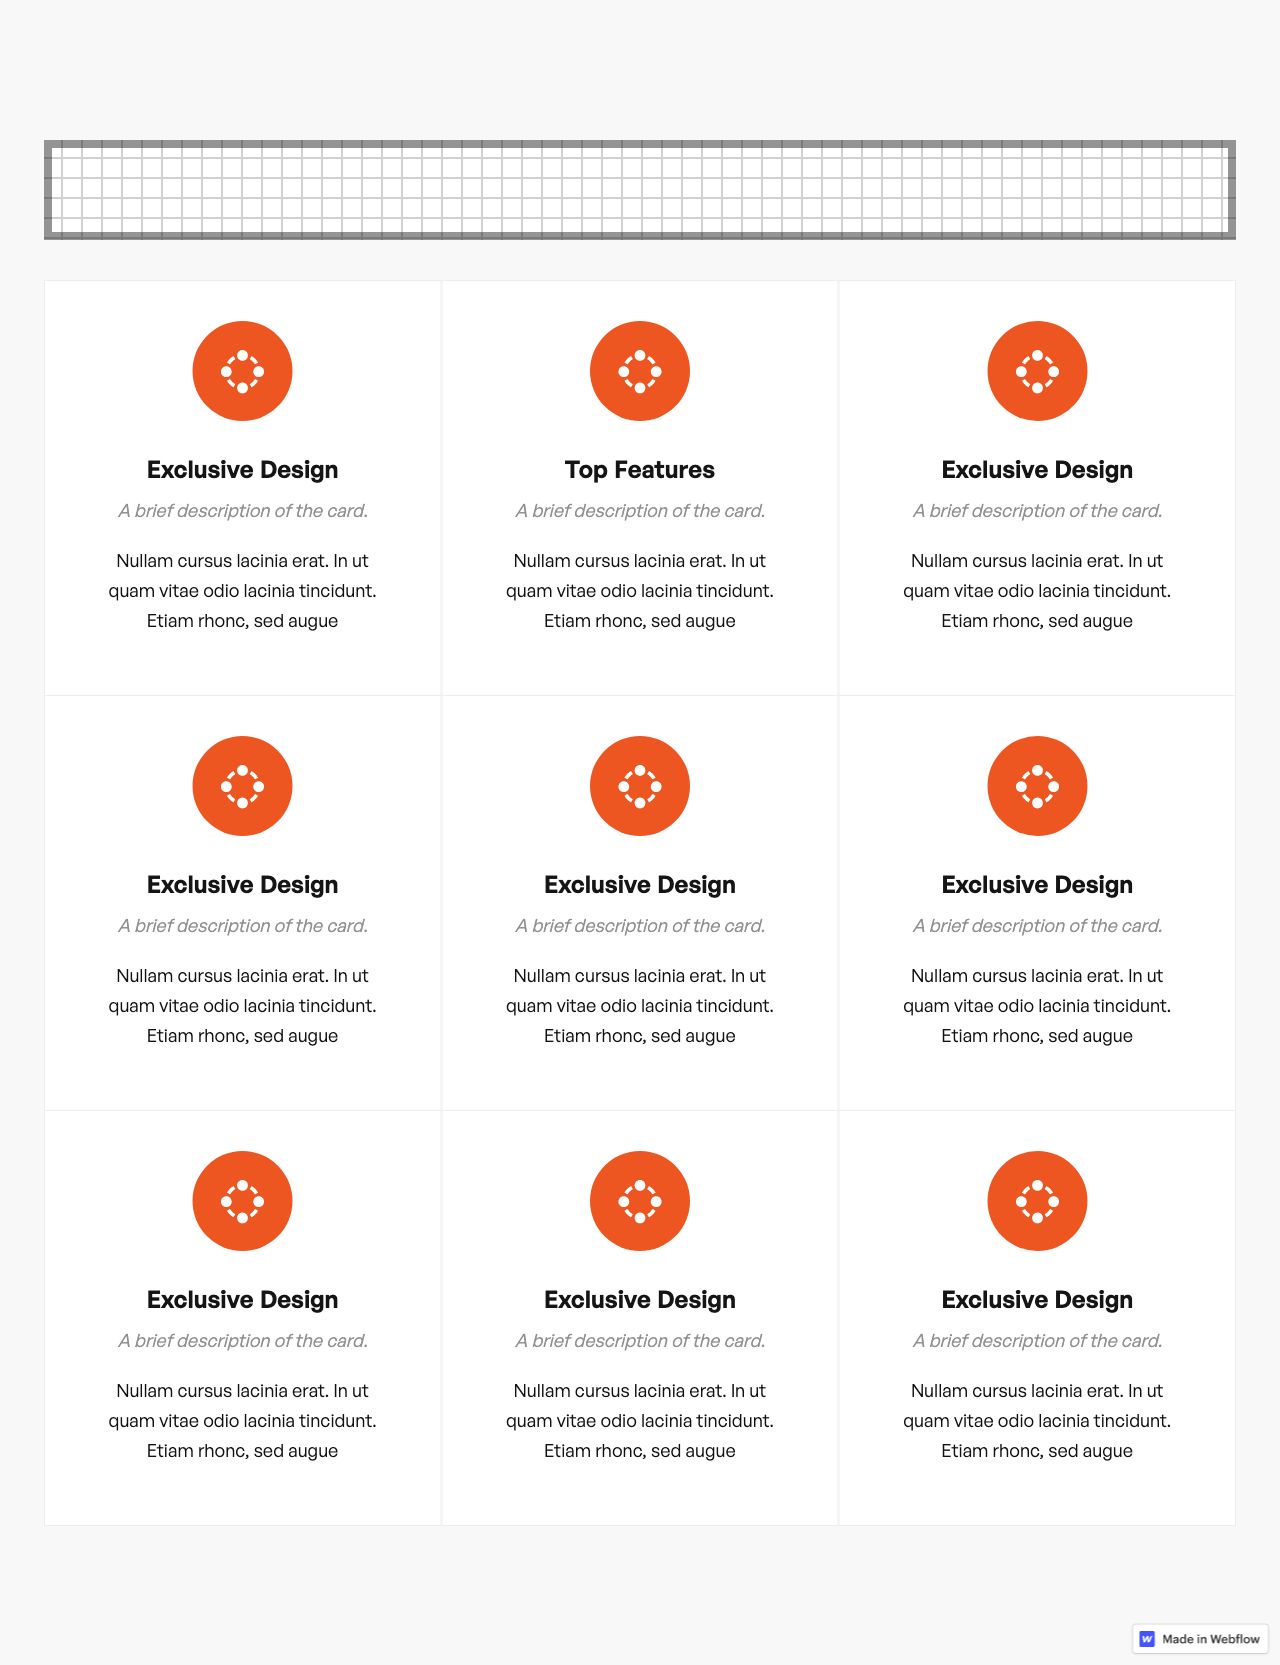 Exclusive Design
A brief description of the card.
Nullam cursus lacinia erat. In ut
quam vitae odio lacinia tincidunt.
Etiam rhonc, sed augue
Top Features
A brief description of the card.
Nullam cursus lacinia erat. In ut
quam vitae odio lacinia tincidunt.
Etiam rhonc, sed augue
Exclusive Design
A brief description of the card.
Nullam cursus lacinia erat. In ut
quam vitae odio lacinia tincidunt.
Etiam rhonc, sed augue
Exclusive Design
A brief description of the card.
Nullam cursus lacinia erat. In ut
quam vitae odio lacinia tincidunt.
Etiam rhonc, sed augue
Exclusive Design
A brief description of the card.
Nullam cursus lacinia erat. In ut
quam vitae odio lacinia tincidunt.
Etiam rhonc, sed augue
Exclusive Design
A brief description of the card.
Nullam cursus lacinia erat. In ut
quam vitae odio lacinia tincidunt.
Etiam rhonc, sed augue
Exclusive Design
A brief description of the card.
Nullam cursus lacinia erat. In ut
quam vitae odio lacinia tincidunt.
Etiam rhonc, sed augue
Exclusive Design
A brief description of the card.
Nullam cursus lacinia erat. In ut
quam vitae odio lacinia tincidunt.
Etiam rhonc, sed augue
Exclusive Design
A brief description of the card.
Nullam cursus lacinia erat. In ut
quam vitae odio lacinia tincidunt.
Etiam rhonc, sed augue
Made in Webflow